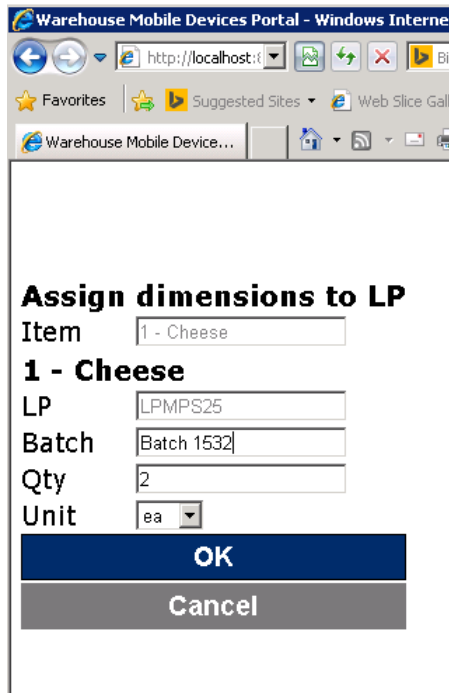 Warehouse Mobile Devices Portal - Windows Interne
http://localhost:
Favorites Suggested Sites Web Slice Gal
Warehouse Mobile Device...
Assign dimensions to LP
Item 1 - Cheese
1 - Cheese
LP LPMPS25
Batch Batch 1532
Qty 2
Unit ea
OK
Cancel